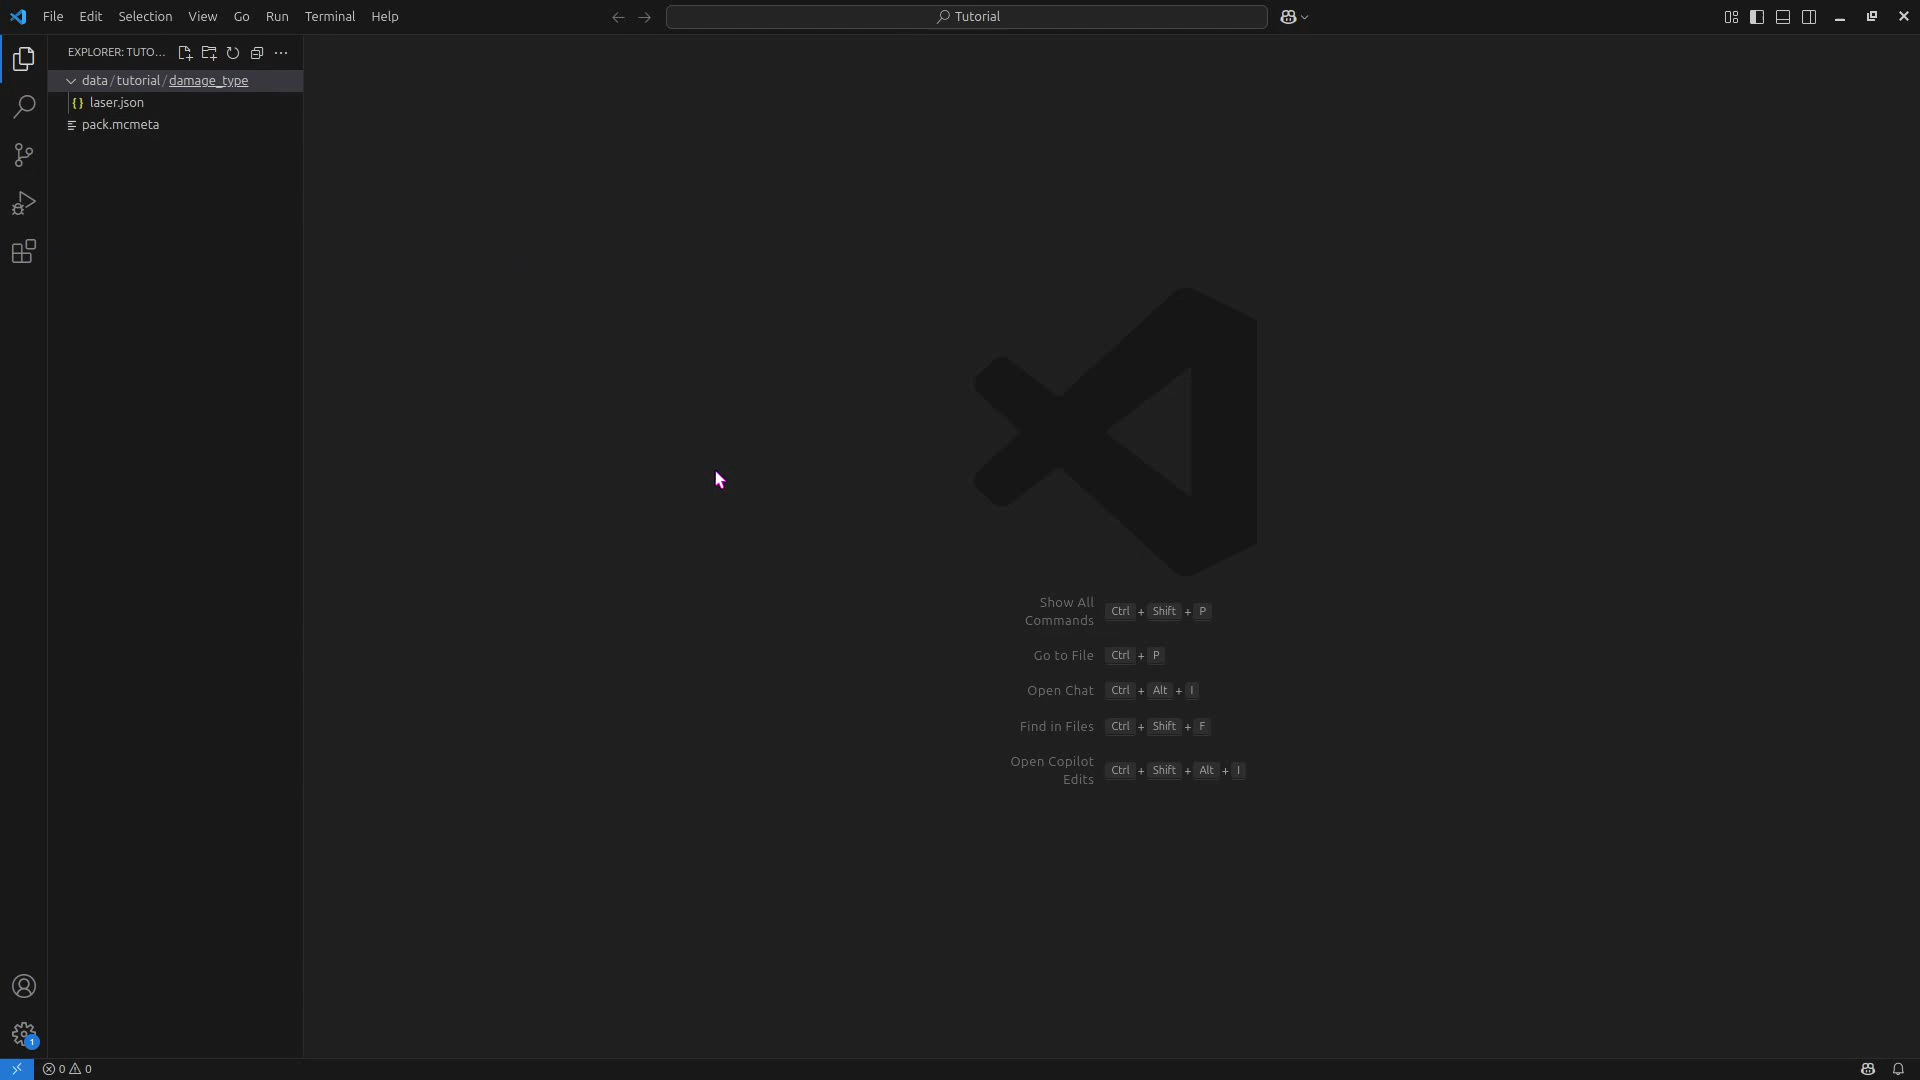 File Edit Selection View Go Run Terminal Help
Tutorial
EXPLORER: TUTO...
data/tutorial/damage_type
{} laser.json
pack.mcmeta
Show All Commands Ctrl + Shift + P
Go to File Ctrl + P
Open Chat Ctrl + Alt + I
Find in Files Ctrl + Shift + F
Open Copilot Edits Ctrl + Shift + Alt + I
1
0 0